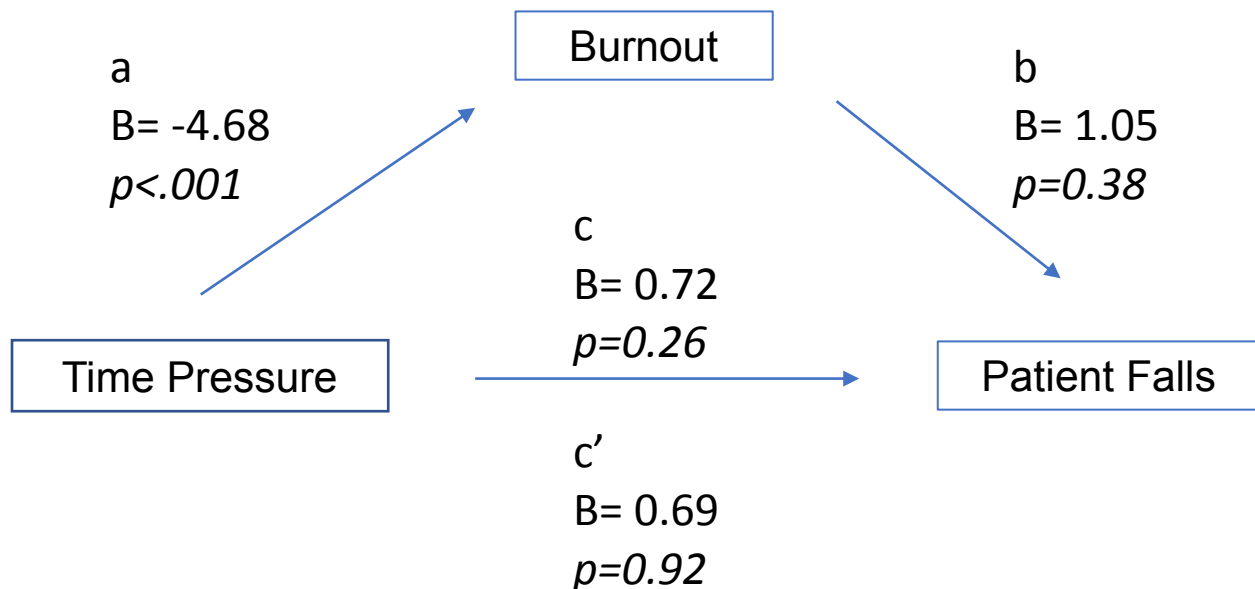 Burnout
a
B= -4.68
p<.001
b
B= 1.05
p=0.38
c
B= 0.72
p=0.26
Time Pressure
Patient Falls
c’
B= 0.69
p=0.92